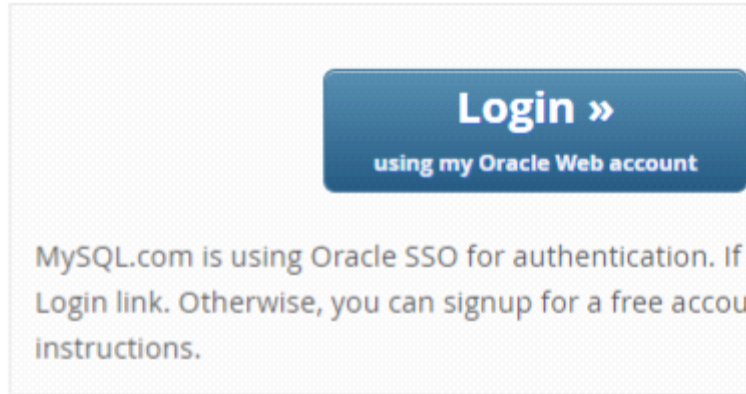 Login »
using my Oracle Web account
MySQL.com is using Oracle SSO for authentication. If
Login link. Otherwise, you can signup for a free accou
instructions.